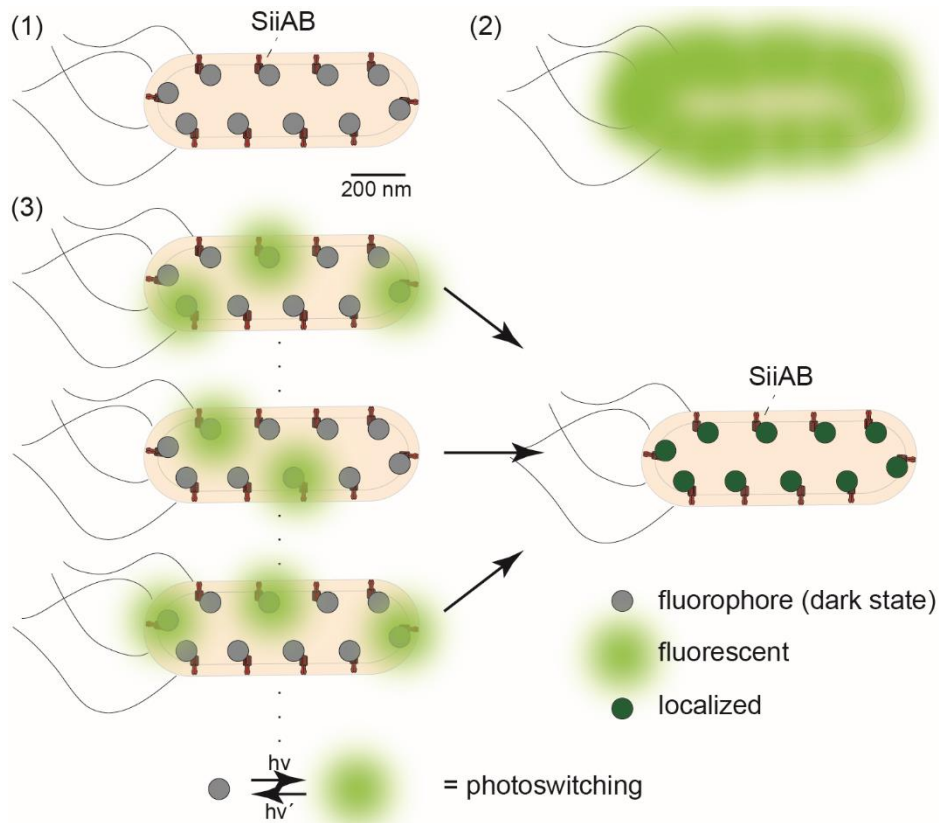 (1)
SiiAB
(2)
200 nm
(3)
SiiAB
fluorophore (dark state)
fluorescent
localized
hν
hν´
= photoswitching